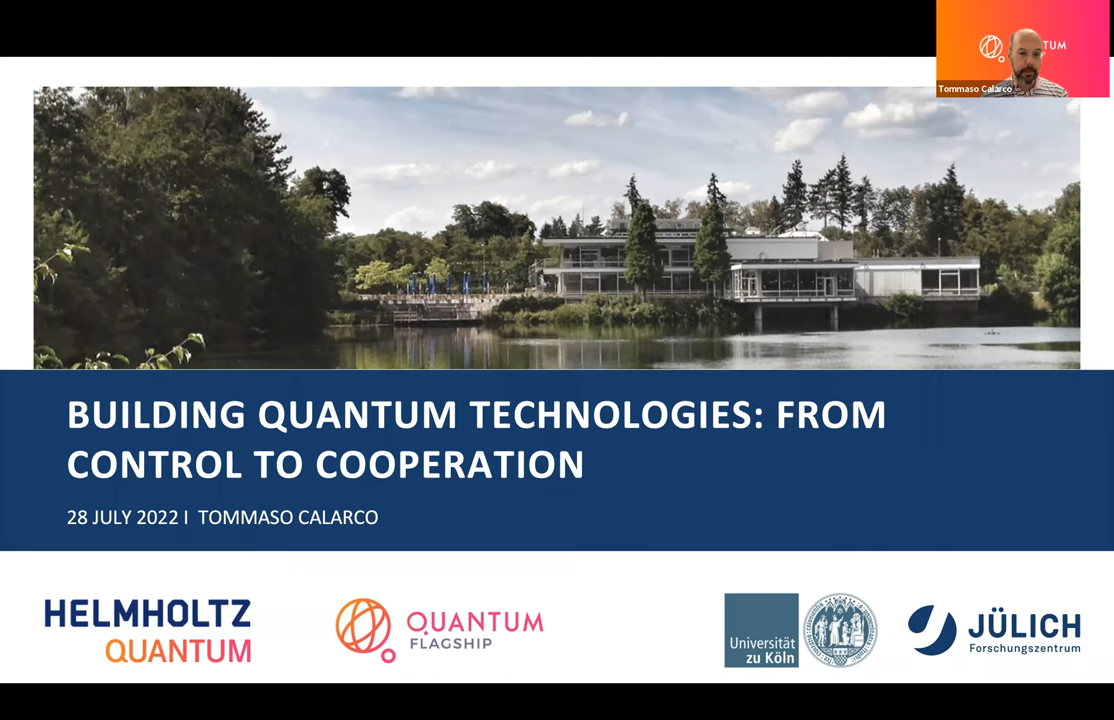 TUM
Tommaso Calarco
BUILDING QUANTUM TECHNOLOGIES: FROM
CONTROL TO COOPERATION
28 JULY 2022 I TOMMASO CALARCO
HELMHOLTZ
QUANTUM
QUANTUM
FLAGSHIP
Universität
zu Köln
JÜLICH
Forschungszentrum